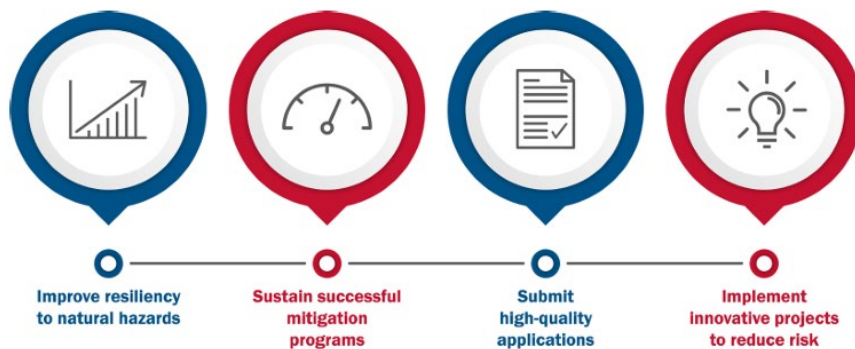 Improve resiliency
to natural hazards
Sustain successful
mitigation
programs
Submit
high-quality
applications
Implement
innovative projects
to reduce risk